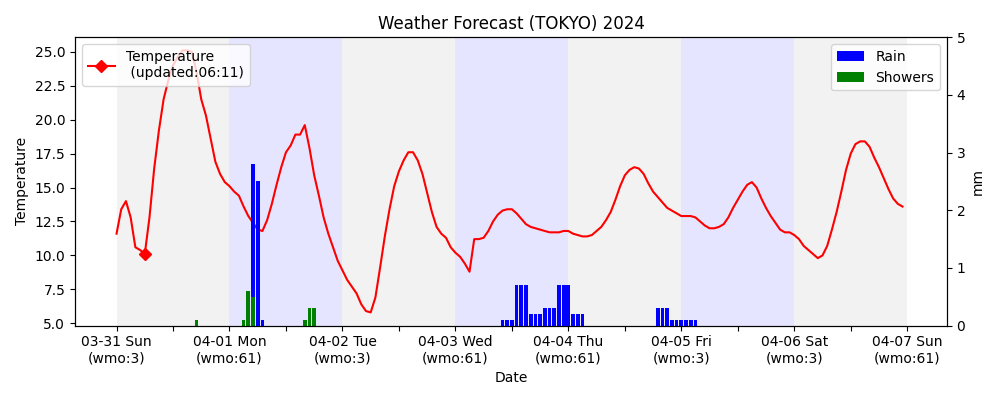 Weather Forecast (TOKYO) 2024
Temperature
(updated:06:11)
Rain
Showers
25.0
22.5
20.0
17.5
15.0
12.5
10.0
7.5
5.0
Temperature
5
4
3
2
1
0
mm
03-31 Sun 04-01 Mon 04-02 Tue 04-03 Wed 04-04 Thu 04-05 Fri 04-06 Sat 04-07 Sun
(wmo:3) (wmo:61) (wmo:3) (wmo:61) (wmo:61) (wmo:3) (wmo:3) (wmo:61)
Date